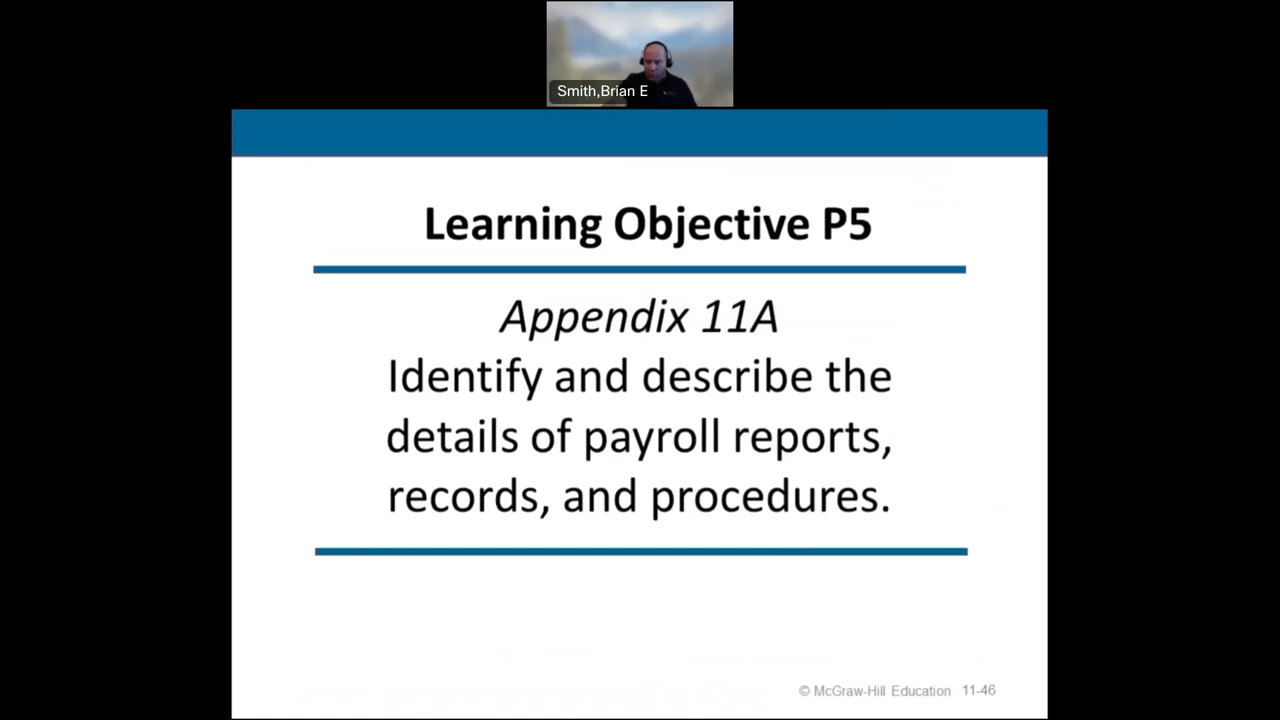 Smith,Brian E
Learning Objective P5
Appendix 11A
Identify and describe the
details of payroll reports,
records, and procedures.
© McGraw-Hill Education 11-46